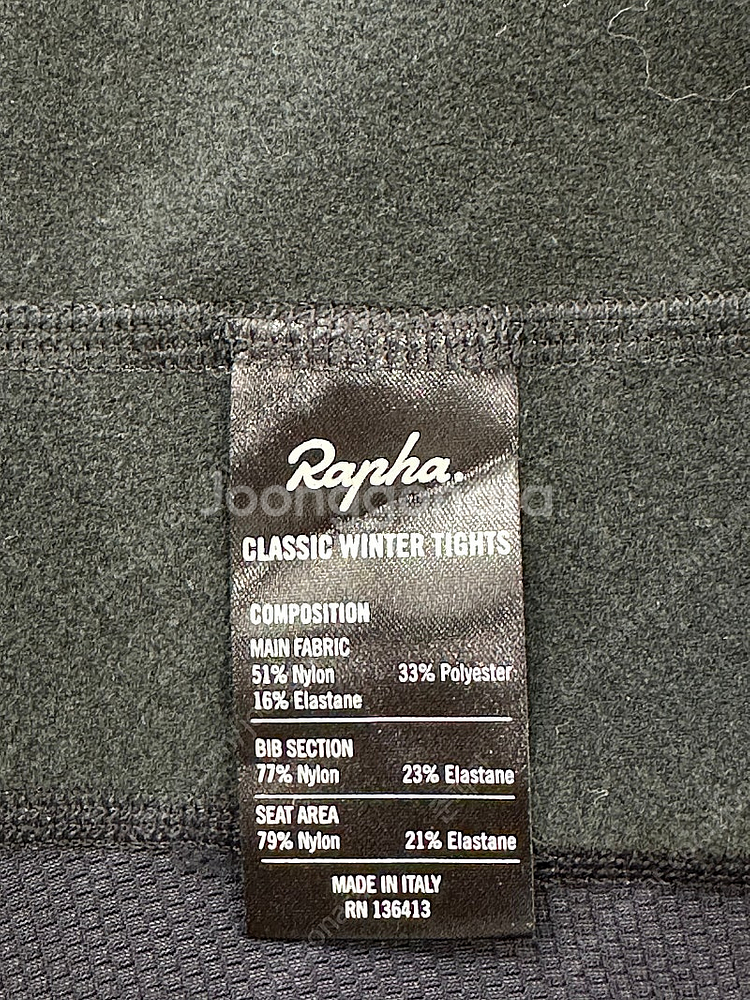 Rapha.
Joonggonara
CLASSIC WINTER TIGHTS
COMPOSITION
MAIN FABRIC
51% Nylon 33% Polyester
16% Elastane
BIB SECTION
77% Nylon 23% Elastane
SEAT AREA
79% Nylon 21% Elastane
MADE IN ITALY
RN 136413